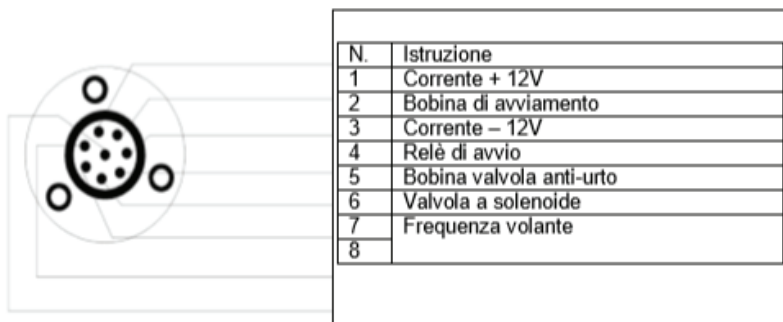 N. Istruzione
1 Corrente + 12V
2 Bobina di avviamento
3 Corrente – 12V
4 Relè di avvio
5 Bobina valvola anti-urto
6 Valvola a solenoide
7 Frequenza volante
8